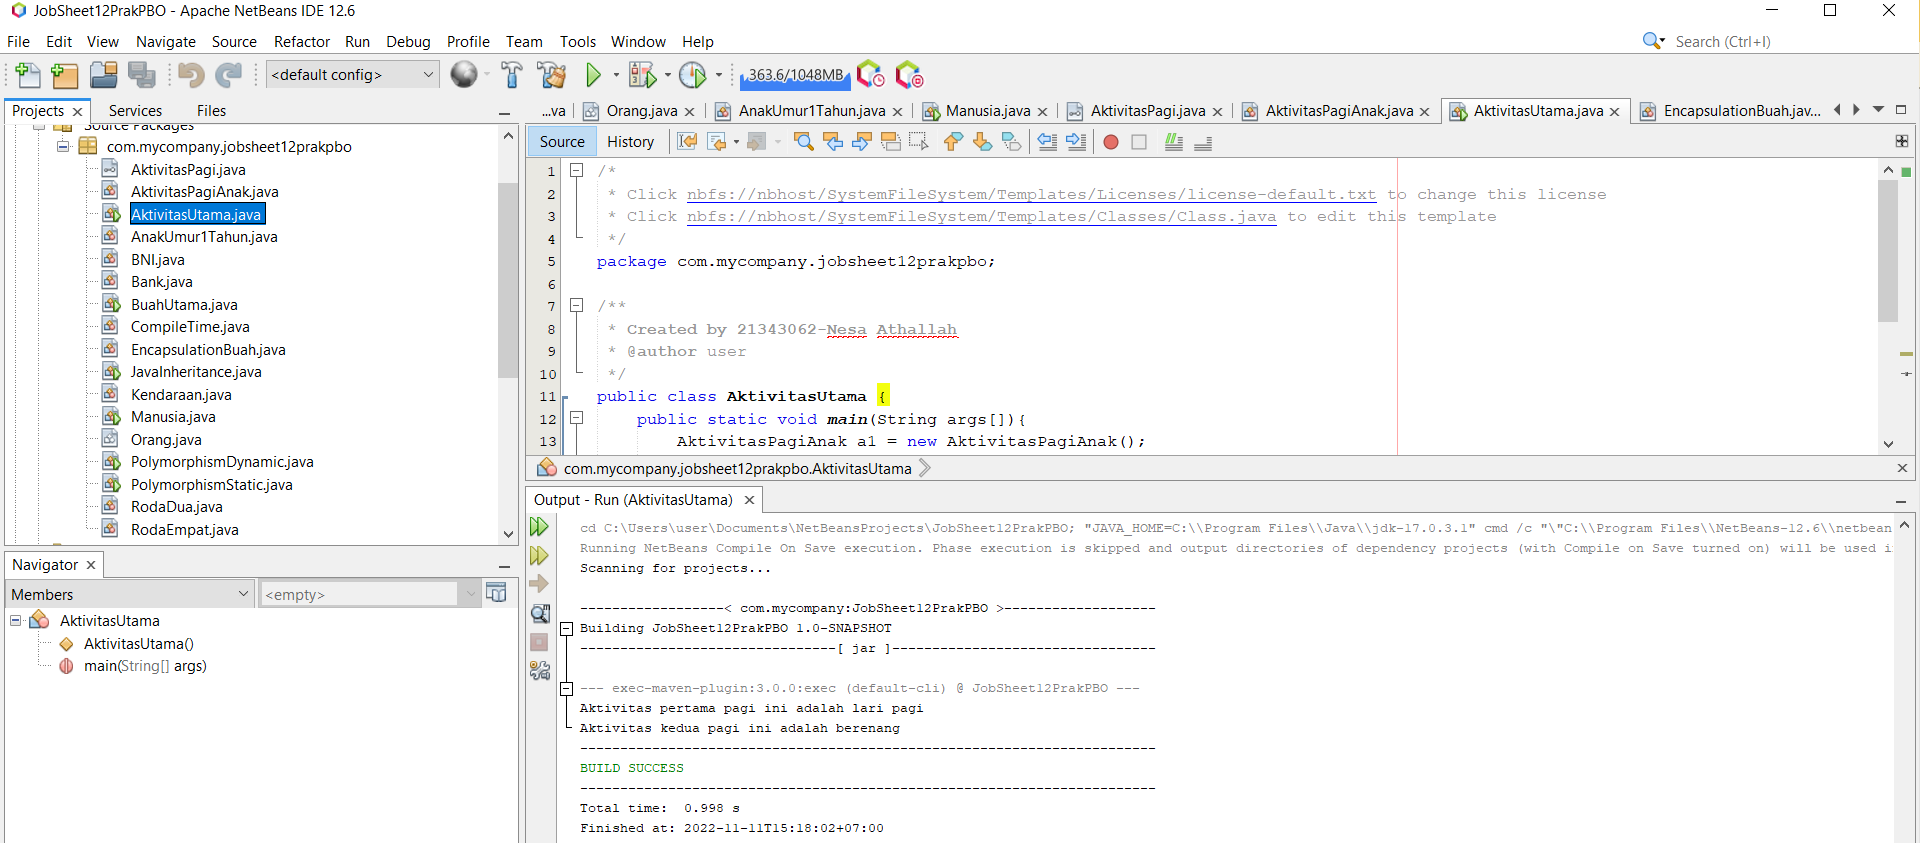 JobSheet12PrakPBO - Apache NetBeans IDE 12.6
File Edit View Navigate Source Refactor Run Debug Profile Team Tools Window Help
Search (Ctrl+I)
<default config>
363.6/1048MB
Projects Services Files
Source Packages
com.mycompany.jobsheet12prakpbo
AktivitasPagi.java
AktivitasPagiAnak.java
AktivitasUtama.java
AnakUmur1Tahun.java
BNI.java
Bank.java
BuahUtama.java
CompileTime.java
EncapsulationBuah.java
JavaInheritance.java
Kendaraan.java
Manusia.java
Orang.java
PolymorphismDynamic.java
PolymorphismStatic.java
RodaDua.java
RodaEmpat.java
Navigator
Members
<empty>
AktivitasUtama
AktivitasUtama()
main(String[] args)
...va Orang.java AnakUmur1Tahun.java Manusia.java AktivitasPagi.java AktivitasPagiAnak.java AktivitasUtama.java EncapsulationBuah.jav...
Source History
1 /*
2 * Click nbfs://nbhost/SystemFileSystem/Templates/Licenses/license-default.txt to change this license
3 * Click nbfs://nbhost/SystemFileSystem/Templates/Classes/Class.java to edit this template
4 */
5 package com.mycompany.jobsheet12prakpbo;
6
7 /**
8 * Created by 21343062-Nesa Athallah
9 * @author user
10 */
11 public class AktivitasUtama {
12 public static void main(String args[]){
13 AktivitasPagiAnak a1 = new AktivitasPagiAnak();
com.mycompany.jobsheet12prakpbo.AktivitasUtama
Output - Run (AktivitasUtama)
cd C:\Users\user\Documents\NetBeansProjects\JobSheet12PrakPBO; "JAVA_HOME=C:\\Program Files\\Java\\jdk-17.0.3.1" cmd /c "\"C:\\Program Files\\NetBeans-12.6\\netbean
Running NetBeans Compile On Save execution. Phase execution is skipped and output directories of dependency projects (with Compile on Save turned on) will be used i
Scanning for projects...
------------------< com.mycompany:JobSheet12PrakPBO >-------------------
Building JobSheet12PrakPBO 1.0-SNAPSHOT
--------------------------------[ jar ]---------------------------------
--- exec-maven-plugin:3.0.0:exec (default-cli) @ JobSheet12PrakPBO ---
Aktivitas pertama pagi ini adalah lari pagi
Aktivitas kedua pagi ini adalah berenang
------------------------------------------------------------------------
BUILD SUCCESS
------------------------------------------------------------------------
Total time:  0.998 s
Finished at: 2022-11-11T15:18:02+07:00